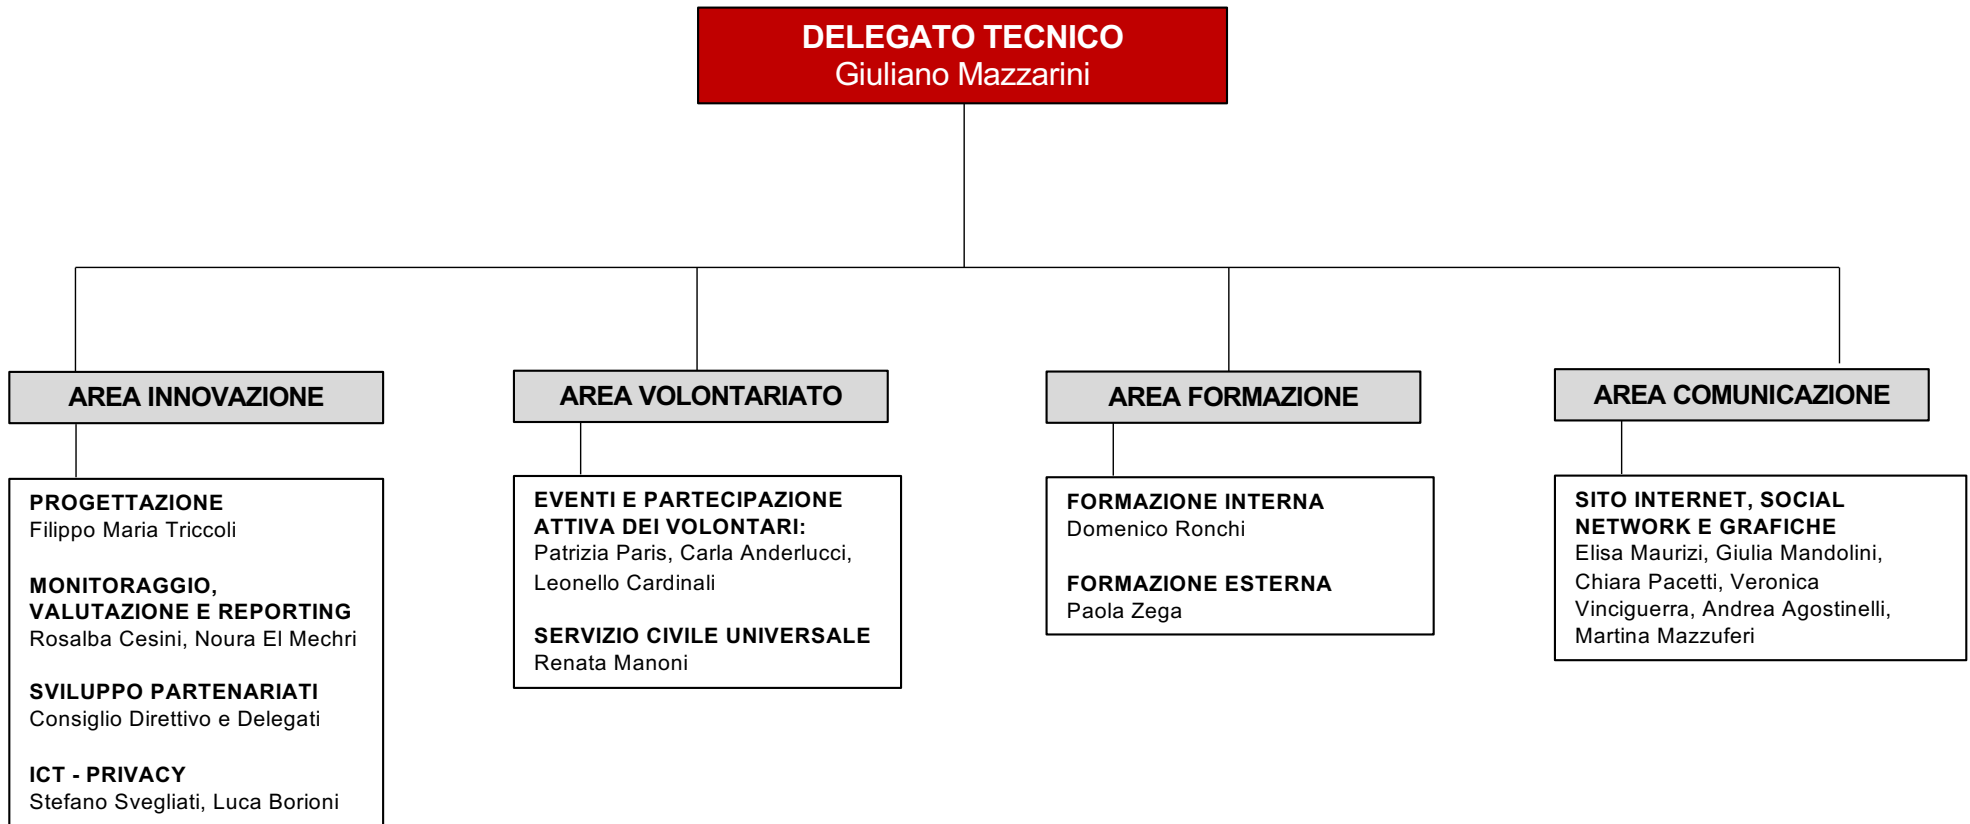 DELEGATO TECNICO
Giuliano Mazzarini
AREA INNOVAZIONE
PROGETTAZIONE
Filippo Maria Triccoli
MONITORAGGIO,
VALUTAZIONE E REPORTING
Rosalba Cesini, Noura El Mechri
SVILUPPO PARTENARIATI
Consiglio Direttivo e Delegati
ICT - PRIVACY
Stefano Svegliati, Luca Borioni
AREA VOLONTARIATO
EVENTI E PARTECIPAZIONE
ATTIVA DEI VOLONTARI:
Patrizia Paris, Carla Anderlucci,
Leonello Cardinali
SERVIZIO CIVILE UNIVERSALE
Renata Manoni
AREA FORMAZIONE
FORMAZIONE INTERNA
Domenico Ronchi
FORMAZIONE ESTERNA
Paola Zega
AREA COMUNICAZIONE
SITO INTERNET, SOCIAL
NETWORK E GRAFICHE
Elisa Maurizi, Giulia Mandolini,
Chiara Pacetti, Veronica
Vinciguerra, Andrea Agostinelli,
Martina Mazzuferi